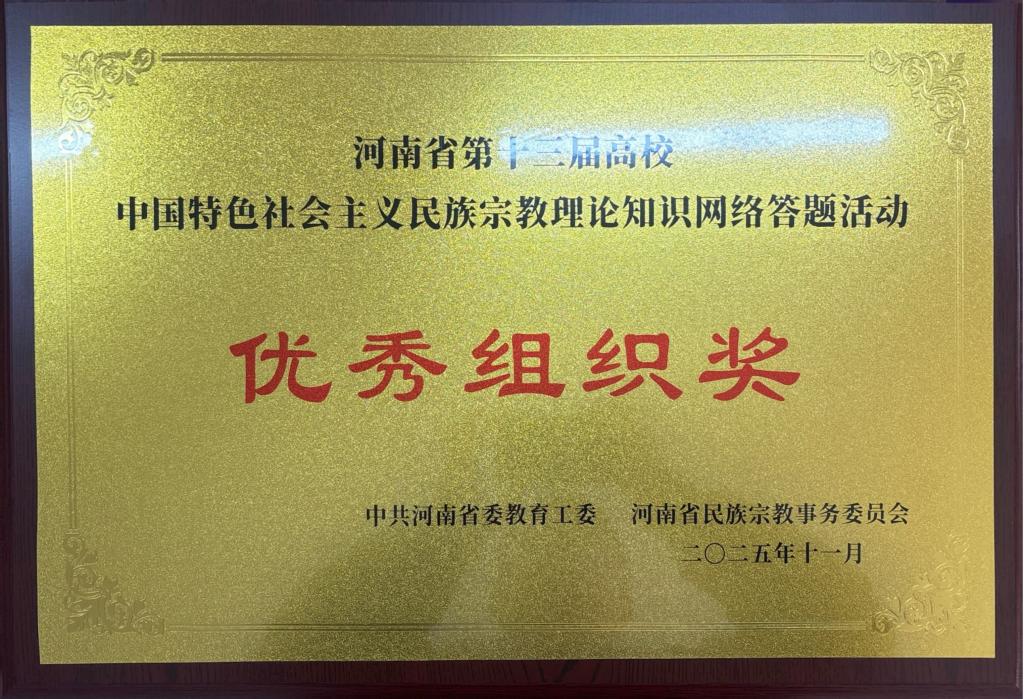 河南省第十三届高校
中国特色社会主义民族宗教理论知识网络答题活动
优秀组织奖
中共河南省委教育工委 河南省民族宗教事务委员会
二〇二五年十一月